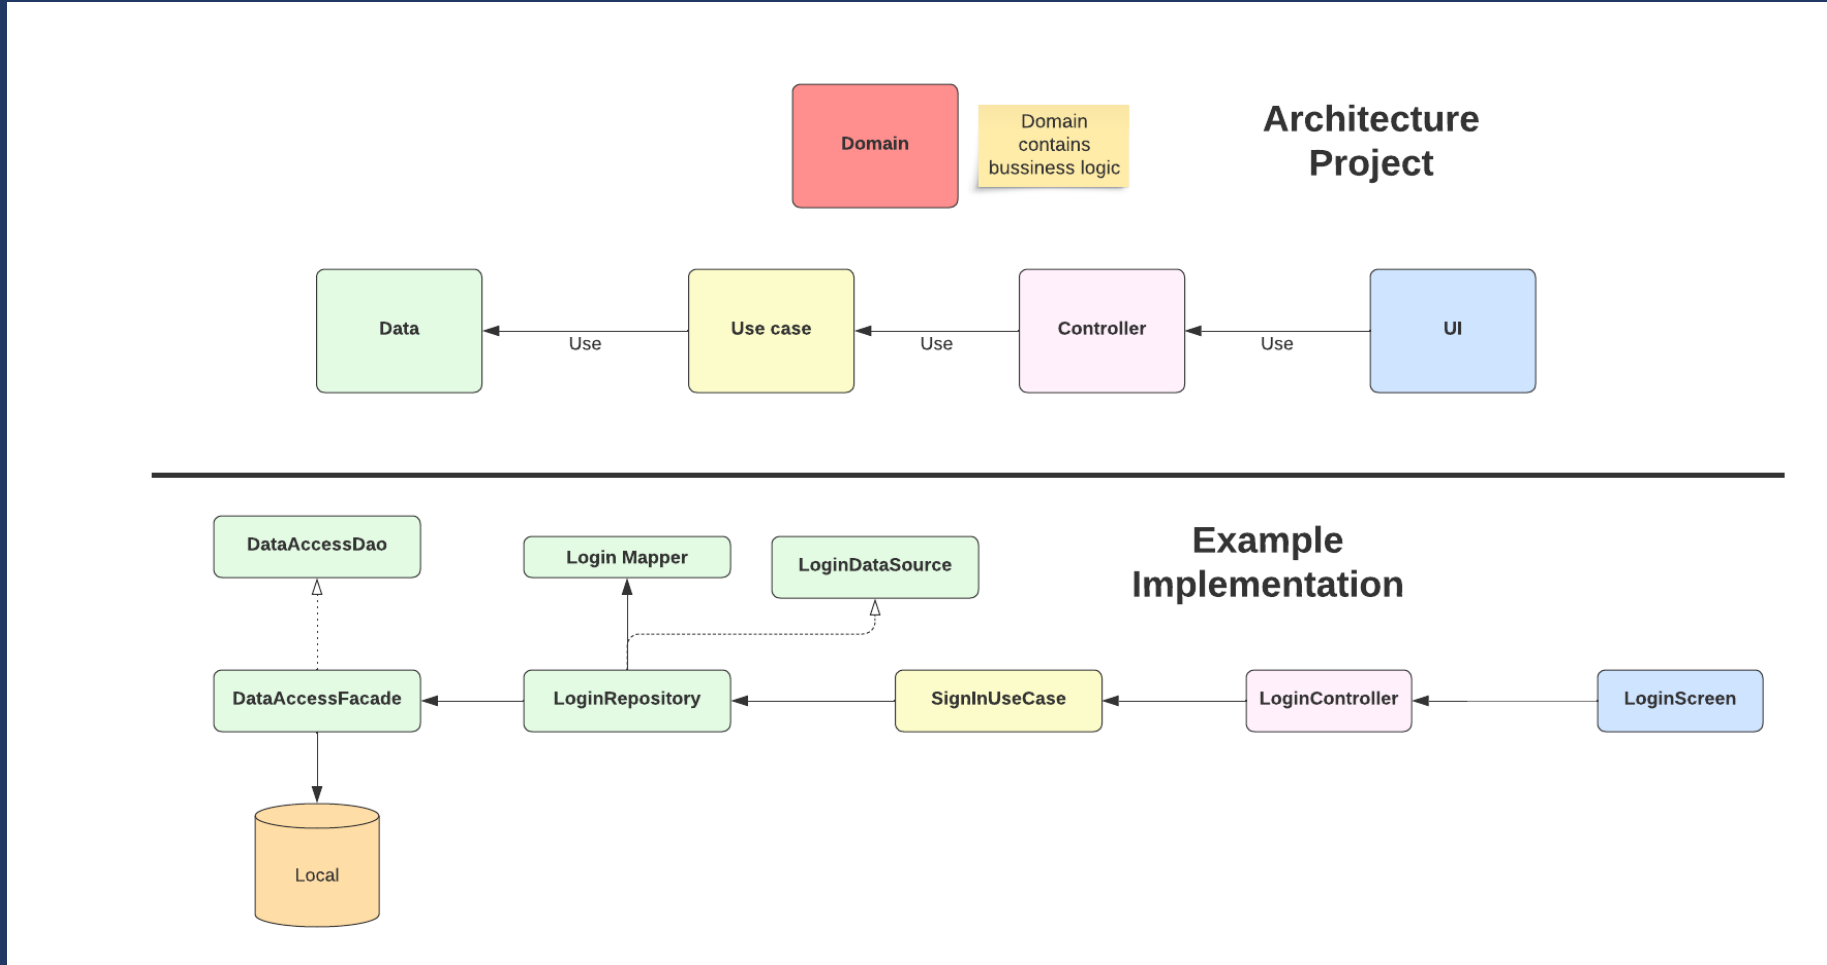 Domain
Domain
contains
bussiness logic
Architecture
Project
Data
Use
Use case
Use
Controller
Use
UI
DataAccessDao
Login Mapper
LoginDataSource
Example
Implementation
DataAccessFacade
LoginRepository
SignInUseCase
LoginController
LoginScreen
Local